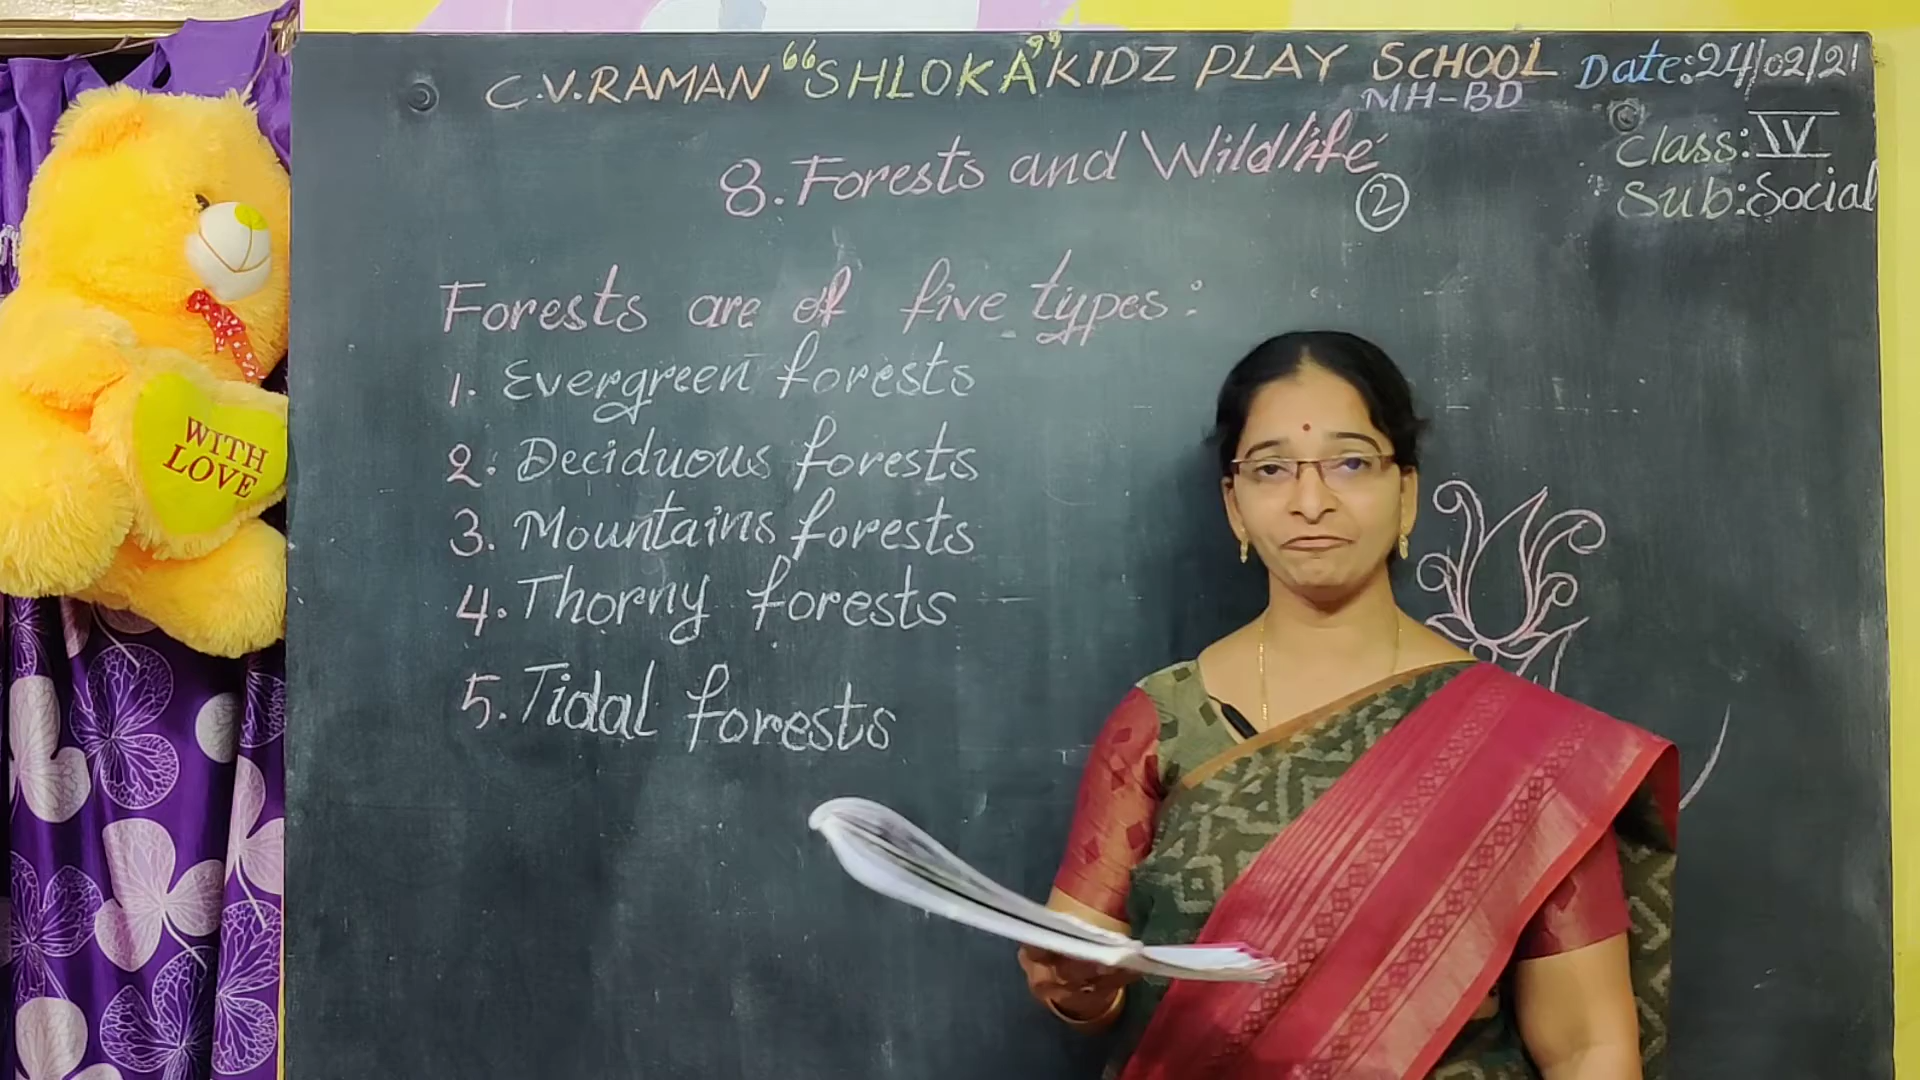 C.V.RAMAN "SHLOKA" KIDZ PLAY SCHOOL
MH-BD
Date:24/02/21
Class:IV
Sub:Social
8. Forests and Wildlife
2
Forests are of five types:
1. Evergreen forests
2. Deciduous forests
3. Mountains forests
4. Thorny forests
5. Tidal forests
WITH
LOVE